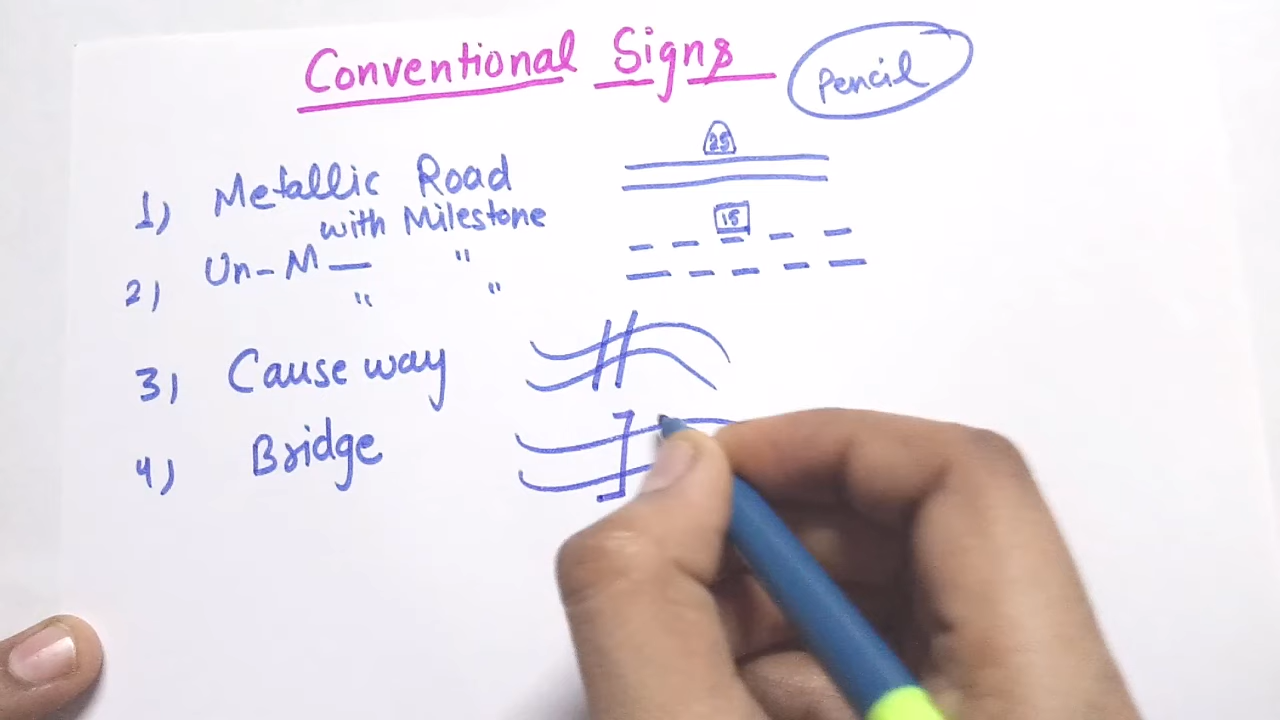 Conventional Signs
Pencil
1) Metallic Road
with Milestone
25
2) Un-M — "
" "
15
3) Cause way
4) Bridge